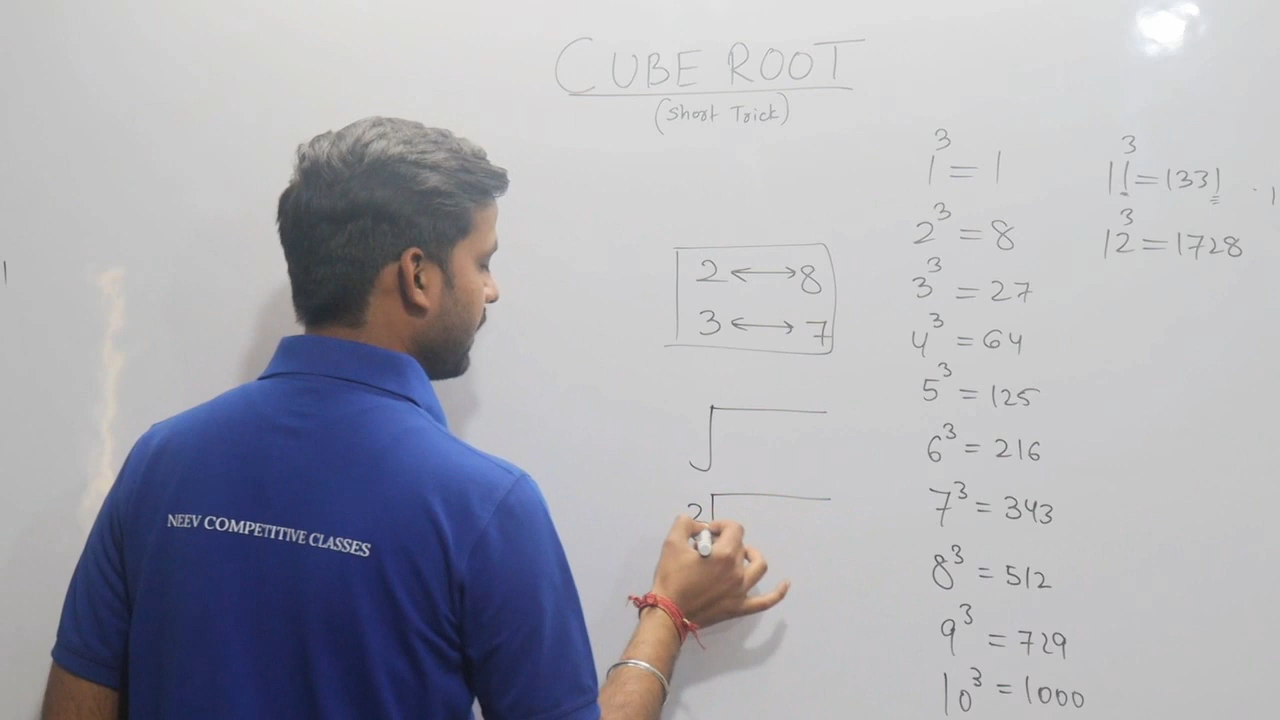 CUBE ROOT
(Short Trick)
2 ↔ 8
3 ↔ 7
1³ = 1
2³ = 8
3³ = 27
4³ = 64
5³ = 125
6³ = 216
7³ = 343
8³ = 512
9³ = 729
10³ = 1000
11³ = 1331
12³ = 1728
NEEV COMPETITIVE CLASSES